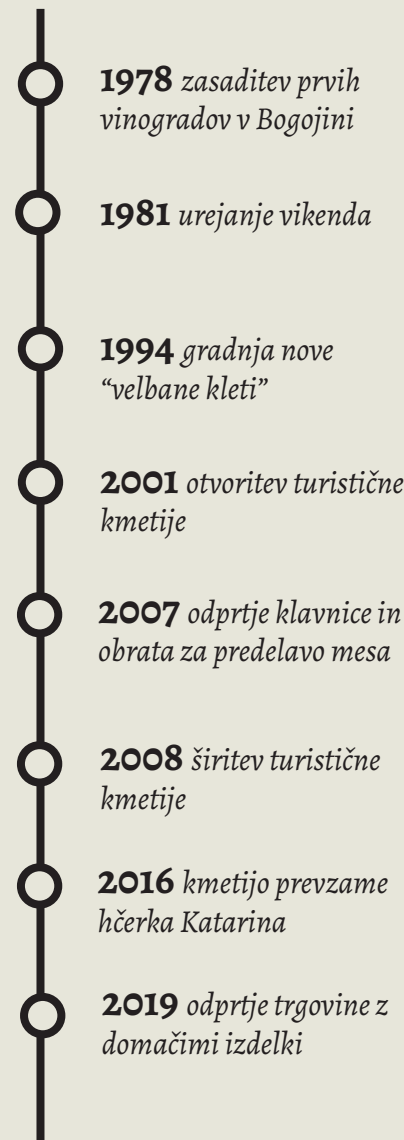 1978 zasaditev prvih
vinogradov v Bogojini
1981 urejanje vikenda
1994 gradnja nove
“velbane kleti”
2001 otvoritev turistične
kmetije
2007 odprtje klavnice in
obrata za predelavo mesa
2008 širitev turistične
kmetije
2016 kmetijo prevzame
hčerka Katarina
2019 odprtje trgovine z
domačimi izdelki